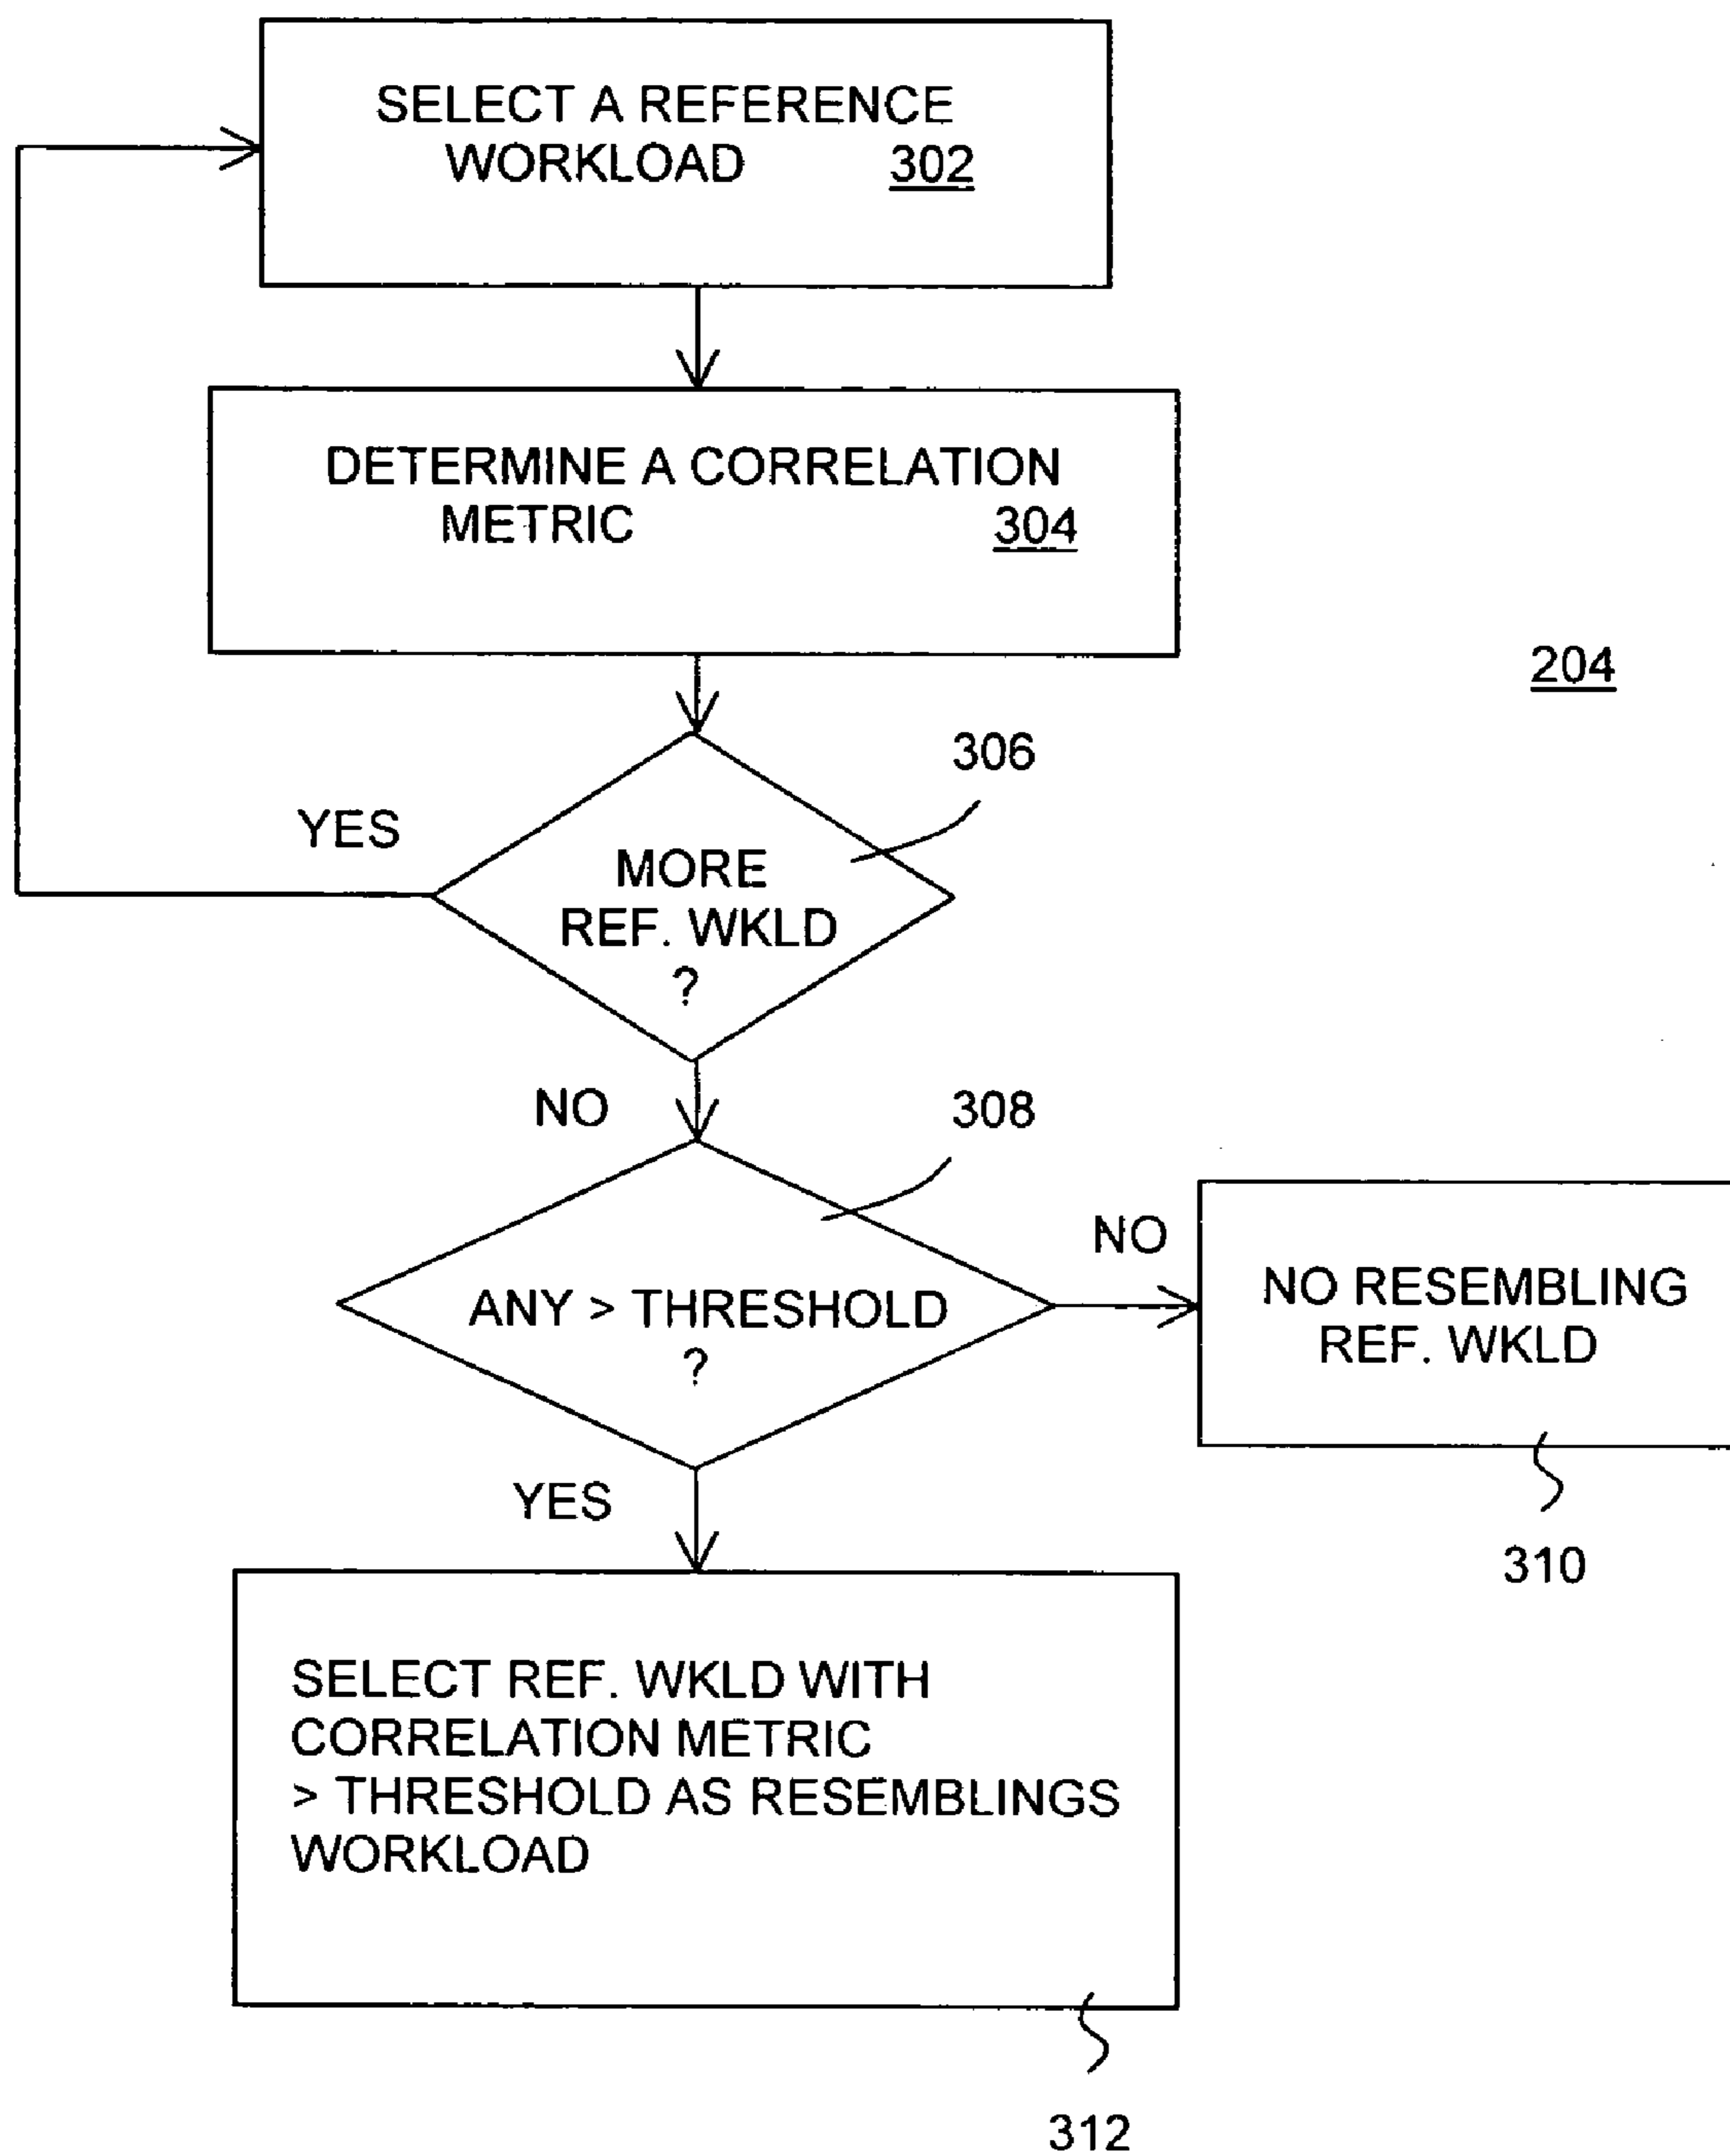 SELECT A REFERENCE
WORKLOAD 302
DETERMINE A CORRELATION
METRIC 304
204
306
YES
MORE
REF. WKLD
?
NO
308
NO
ANY > THRESHOLD
?
NO RESEMBLING
REF. WKLD
YES
310
SELECT REF. WKLD WITH
CORRELATION METRIC
> THRESHOLD AS RESEMBLINGS
WORKLOAD
312